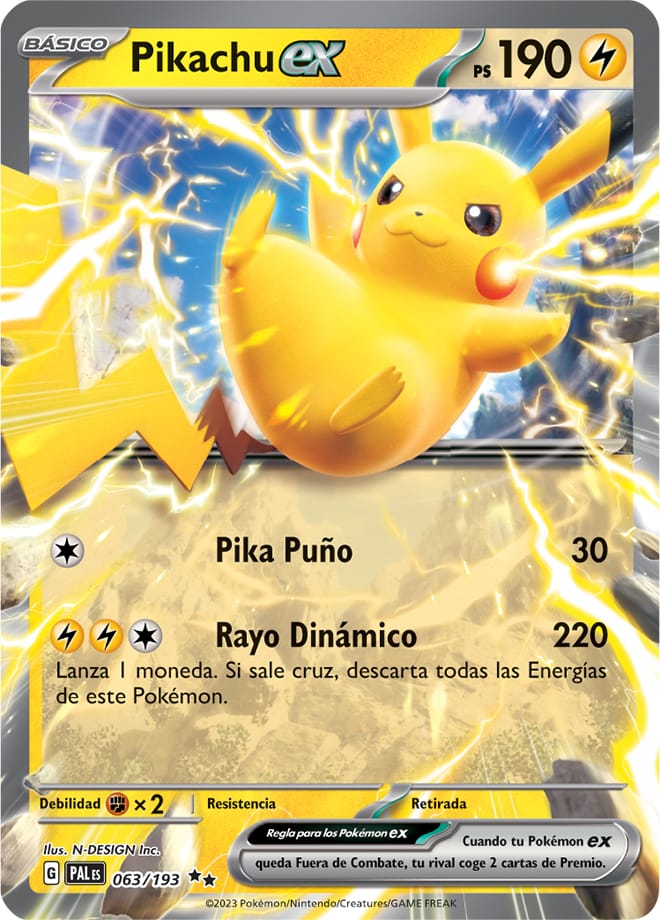 BÁSICO
Pikachu ex
PS 190
Pika Puño 30
Rayo Dinámico 220
Lanza 1 moneda. Si sale cruz, descarta todas las Energías
de este Pokémon.
Debilidad ×2 Resistencia Retirada
Regla para los Pokémon ex Cuando tu Pokémon ex
queda Fuera de Combate, tu rival coge 2 cartas de Premio.
Ilus. N-DESIGN Inc.
G PAL ES 063/193
©2023 Pokémon/Nintendo/Creatures/GAME FREAK